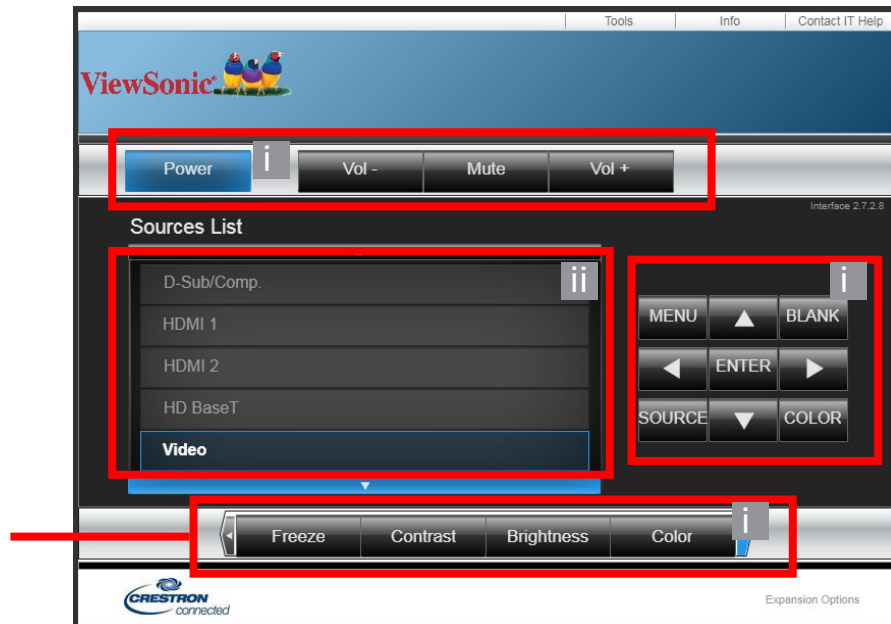 Tools Info Contact IT Help
ViewSonic
Power i Vol - Mute Vol +
Interface 2.7.2.8
Sources List
D-Sub/Comp. ii
HDMI 1
HDMI 2
HD BaseT
Video
i
MENU BLANK
ENTER
SOURCE COLOR
Freeze Contrast Brightness Color i
CRESTRON
connected
Expansion Options